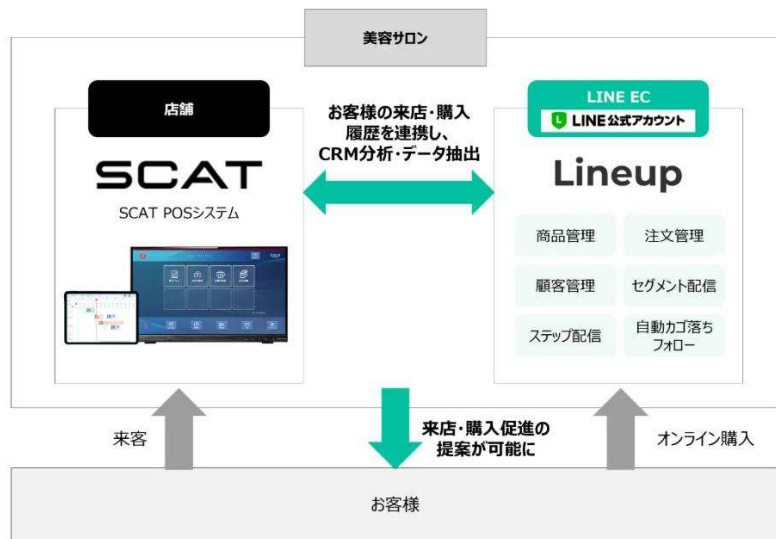 美容サロン
店舗
SCAT
SCAT POSシステム
お客様の来店・購入
履歴を連携し、
CRM分析・データ抽出
LINE EC
LINE公式アカウント
Lineup
商品管理
注文管理
顧客管理
セグメント配信
ステップ配信
自動カゴ落ち
フォロー
来客
来店・購入促進の
提案が可能に
オンライン購入
お客様